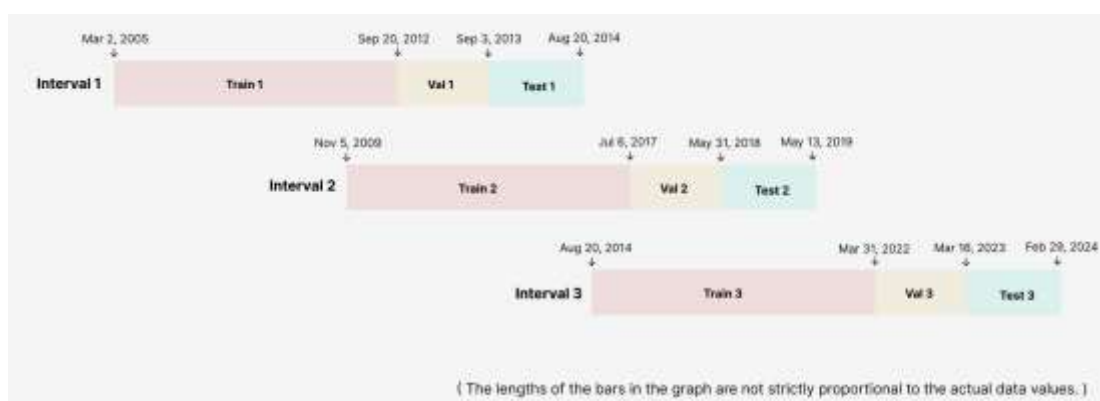 Mar 2, 2005 Sep 20, 2012 Sep 3, 2013 Aug 20, 2014
Interval 1 Train 1 Val 1 Test 1
Nov 5, 2009 Jul 6, 2017 May 31, 2018 May 13, 2019
Interval 2 Train 2 Val 2 Test 2
Aug 20, 2014 Mar 31, 2022 Mar 16, 2023 Feb 29, 2024
Interval 3 Train 3 Val 3 Test 3
( The lengths of the bars in the graph are not strictly proportional to the actual data values. )